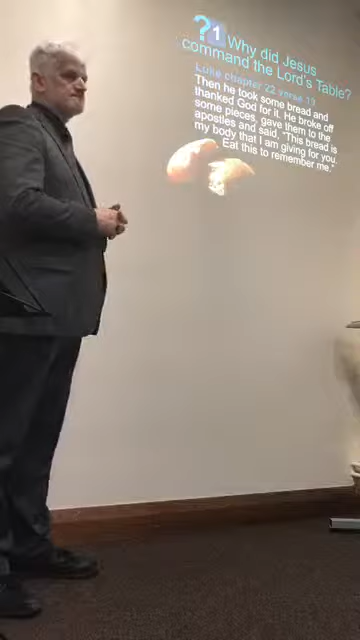 ?1 Why did Jesus
command the Lord's Table?
Luke chapter 22 verse 19
Then he took some bread and
thanked God for it. He broke off
some pieces, gave them to the
apostles and said, "This bread is
my body that I am giving for you.
Eat this to remember me."